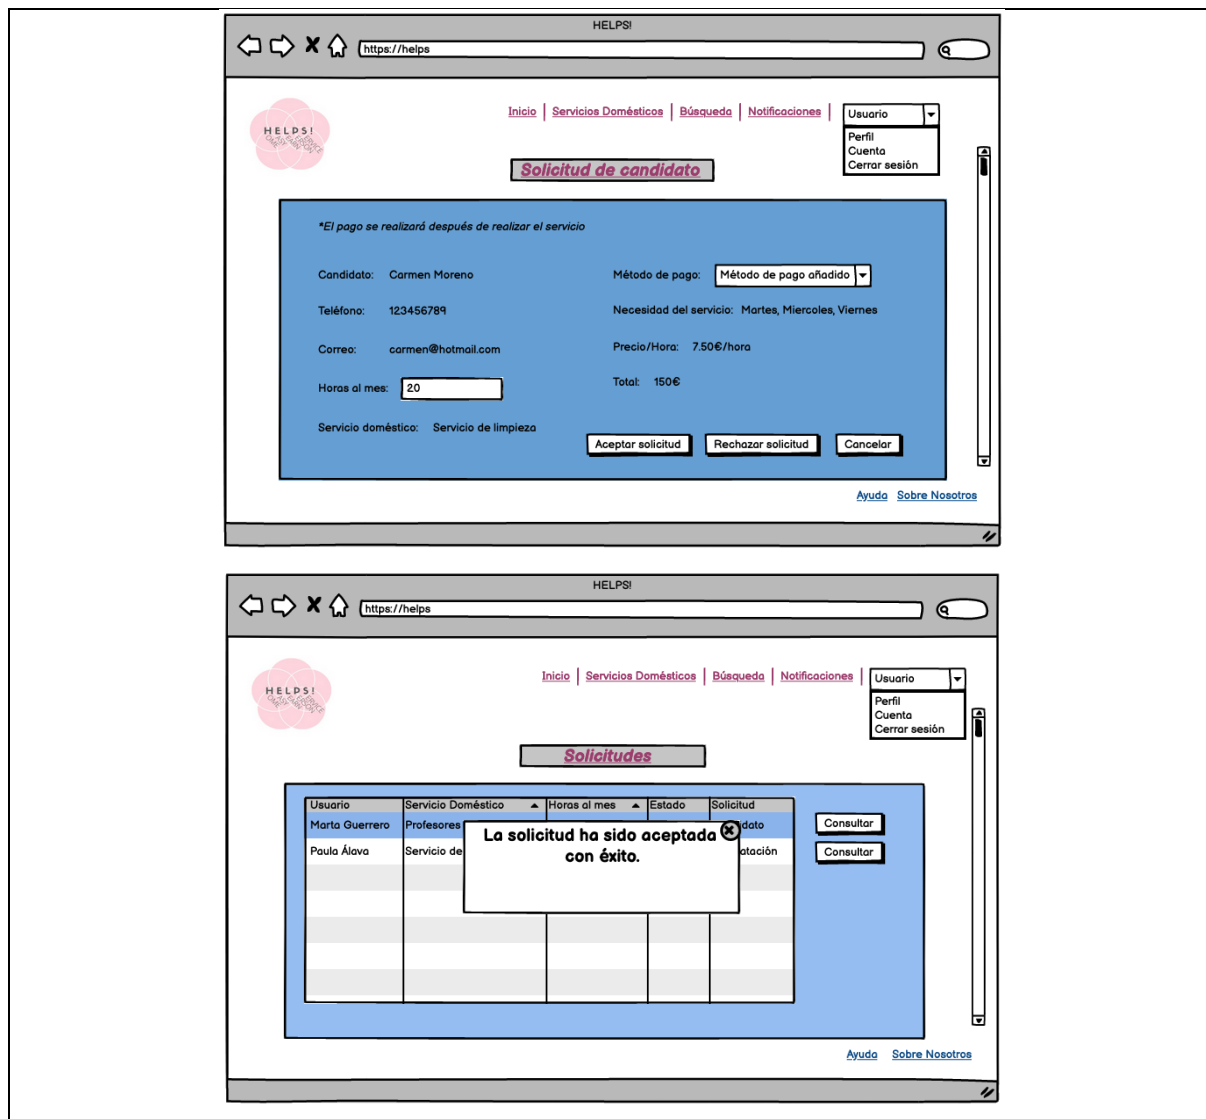 HELPS!
https://helps
HELPS!
Inicio Servicios Domésticos Búsqueda Notificaciones Usuario
Perfil
Cuenta
Cerrar sesión
Solicitud de candidato
*El pago se realizará después de realizar el servicio
Candidato: Carmen Moreno Método de pago: Método de pago añadido
Teléfono: 123456789 Necesidad del servicio: Martes, Miercoles, Viernes
Correo: carmen@hotmail.com Precio/Hora: 7.50€/hora
Horas al mes: 20 Total: 150€
Servicio doméstico: Servicio de limpieza
Aceptar solicitud Rechazar solicitud Cancelar
Ayuda Sobre Nosotros
HELPS!
https://helps
HELPS!
Inicio Servicios Domésticos Búsqueda Notificaciones Usuario
Perfil
Cuenta
Cerrar sesión
Solicitudes
Usuario Servicio Doméstico Horas al mes Estado Solicitud
Marta Guerrero Profesores dato Consultar
La solicitud ha sido aceptada
con éxito.
Paula Álava Servicio de atación Consultar
Ayuda Sobre Nosotros